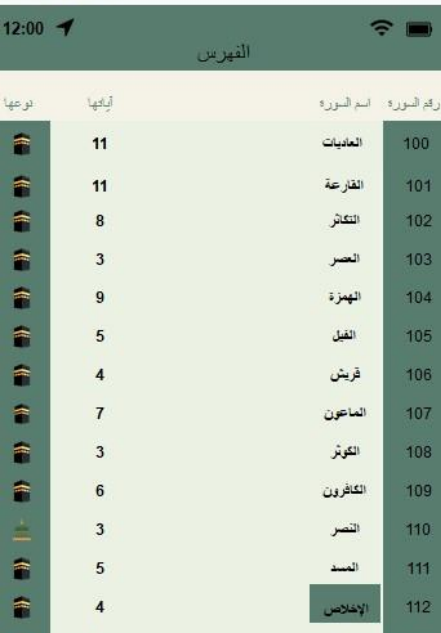 12:00
الفهرس
رقم السورة اسم السورة آياتها نوعها
100 العاديات 11
101 القارعة 11
102 التكاثر 8
103 العصر 3
104 الهمزة 9
105 الفيل 5
106 قريش 4
107 الماعون 7
108 الكوثر 3
109 الكافرون 6
110 النصر 3
111 المسد 5
112 الإخلاص 4